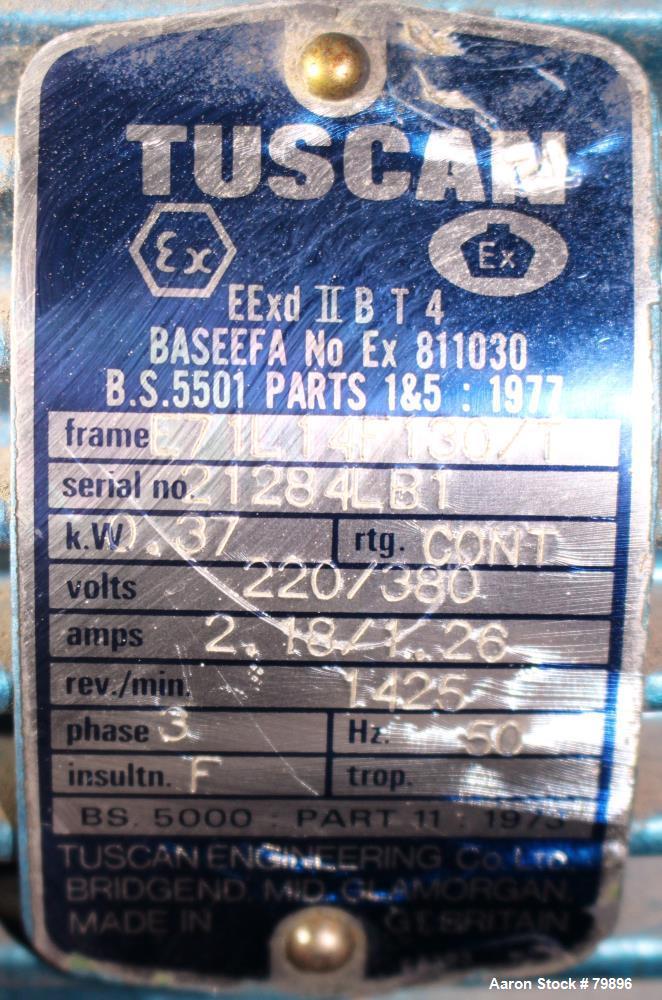 TUSCAN
Ex Ex
EExd II B T 4
BASEEFA No Ex 811030
B.S.5501 PARTS 1&5 : 1977
frame E71L14F130/T
serial no. 21284LB1
k.W 0.37 rtg. CONT
volts 220/380
amps 2.18/1.26
rev./min. 1425
phase 3 Hz. 50
insultn. F trop.
BS. 5000 : PART 11 : 1973
TUSCAN ENGINEERING Co. Ltd.
BRIDGEND. MID. GLAMORGAN.
MADE IN GT. BRITAIN
Aaron Stock # 79896